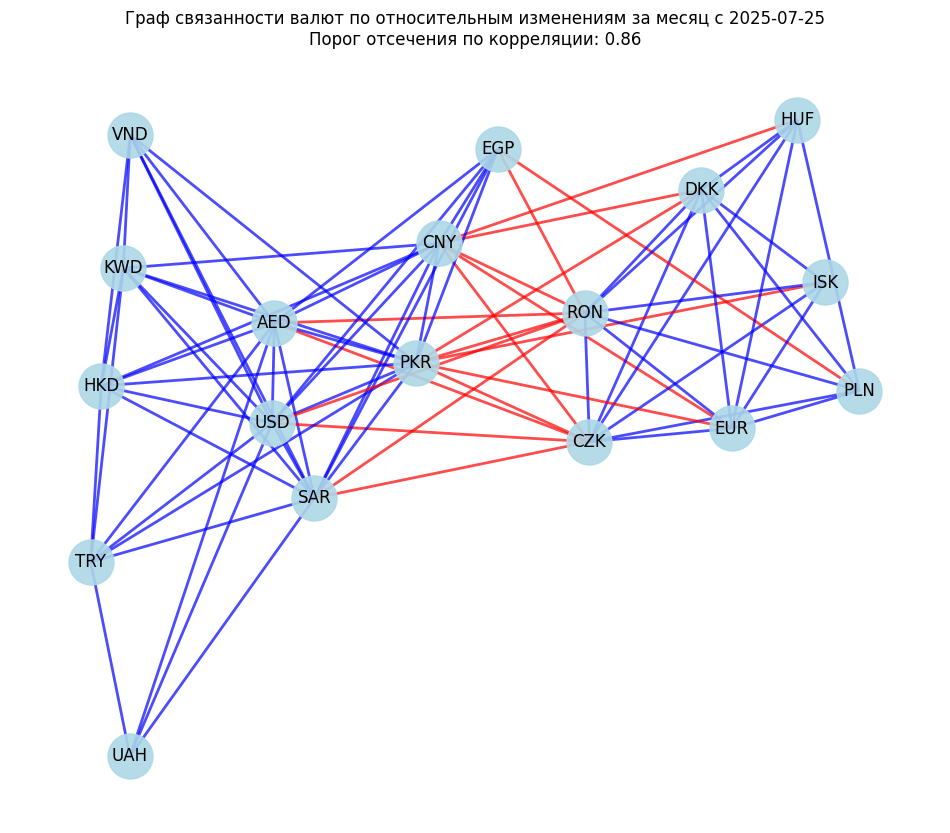 Граф связанности валют по относительным изменениям за месяц с 2025-07-25
Порог отсечения по корреляции: 0.86
HUF
VND
EGP
DKK
CNY
KWD
ISK
RON
AED
PKR
HKD
PLN
USD
EUR
CZK
SAR
TRY
UAH